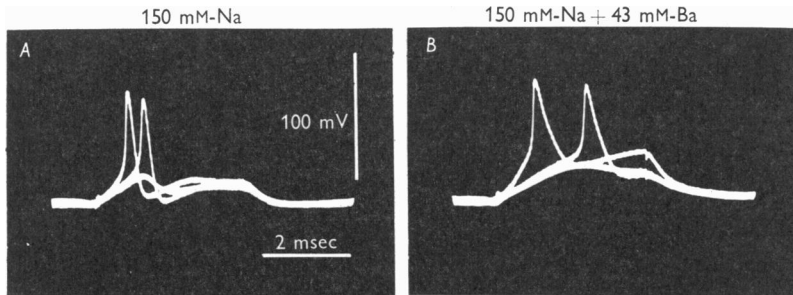 150 mM-Na
150 mM-Na + 43 mM-Ba
A
B
100 mV
2 msec